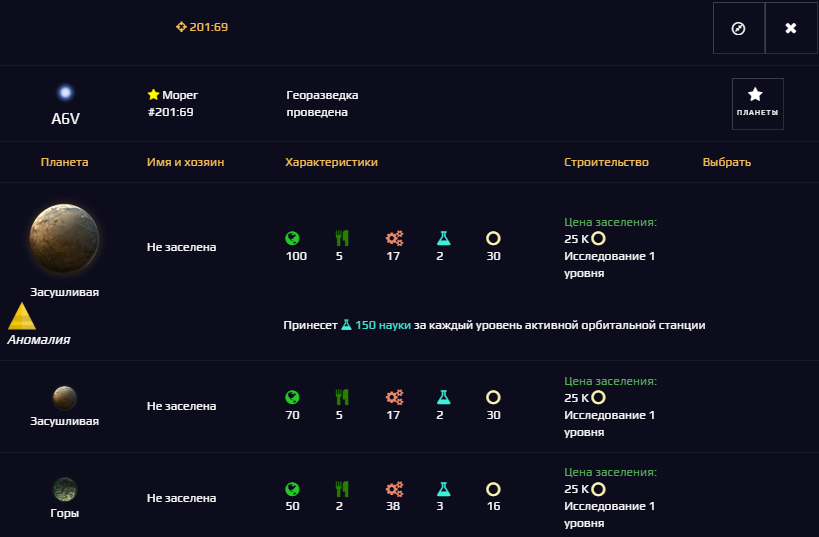 201:69
A6V
Морег
#201:69
Георазведка
проведена
ПЛАНЕТЫ
Планета Имя и хозяин Характеристики Строительство Выбрать
Засушливая
Не заселена
100 5 17 2 30
Цена заселения:
25 K
Исследование 1
уровня
Аномалия
Принесет 150 науки за каждый уровень активной орбитальной станции
Засушливая
Не заселена
70 5 17 2 30
Цена заселения:
25 K
Исследование 1
уровня
Горы
Не заселена
50 2 38 3 16
Цена заселения:
25 K
Исследование 1
уровня